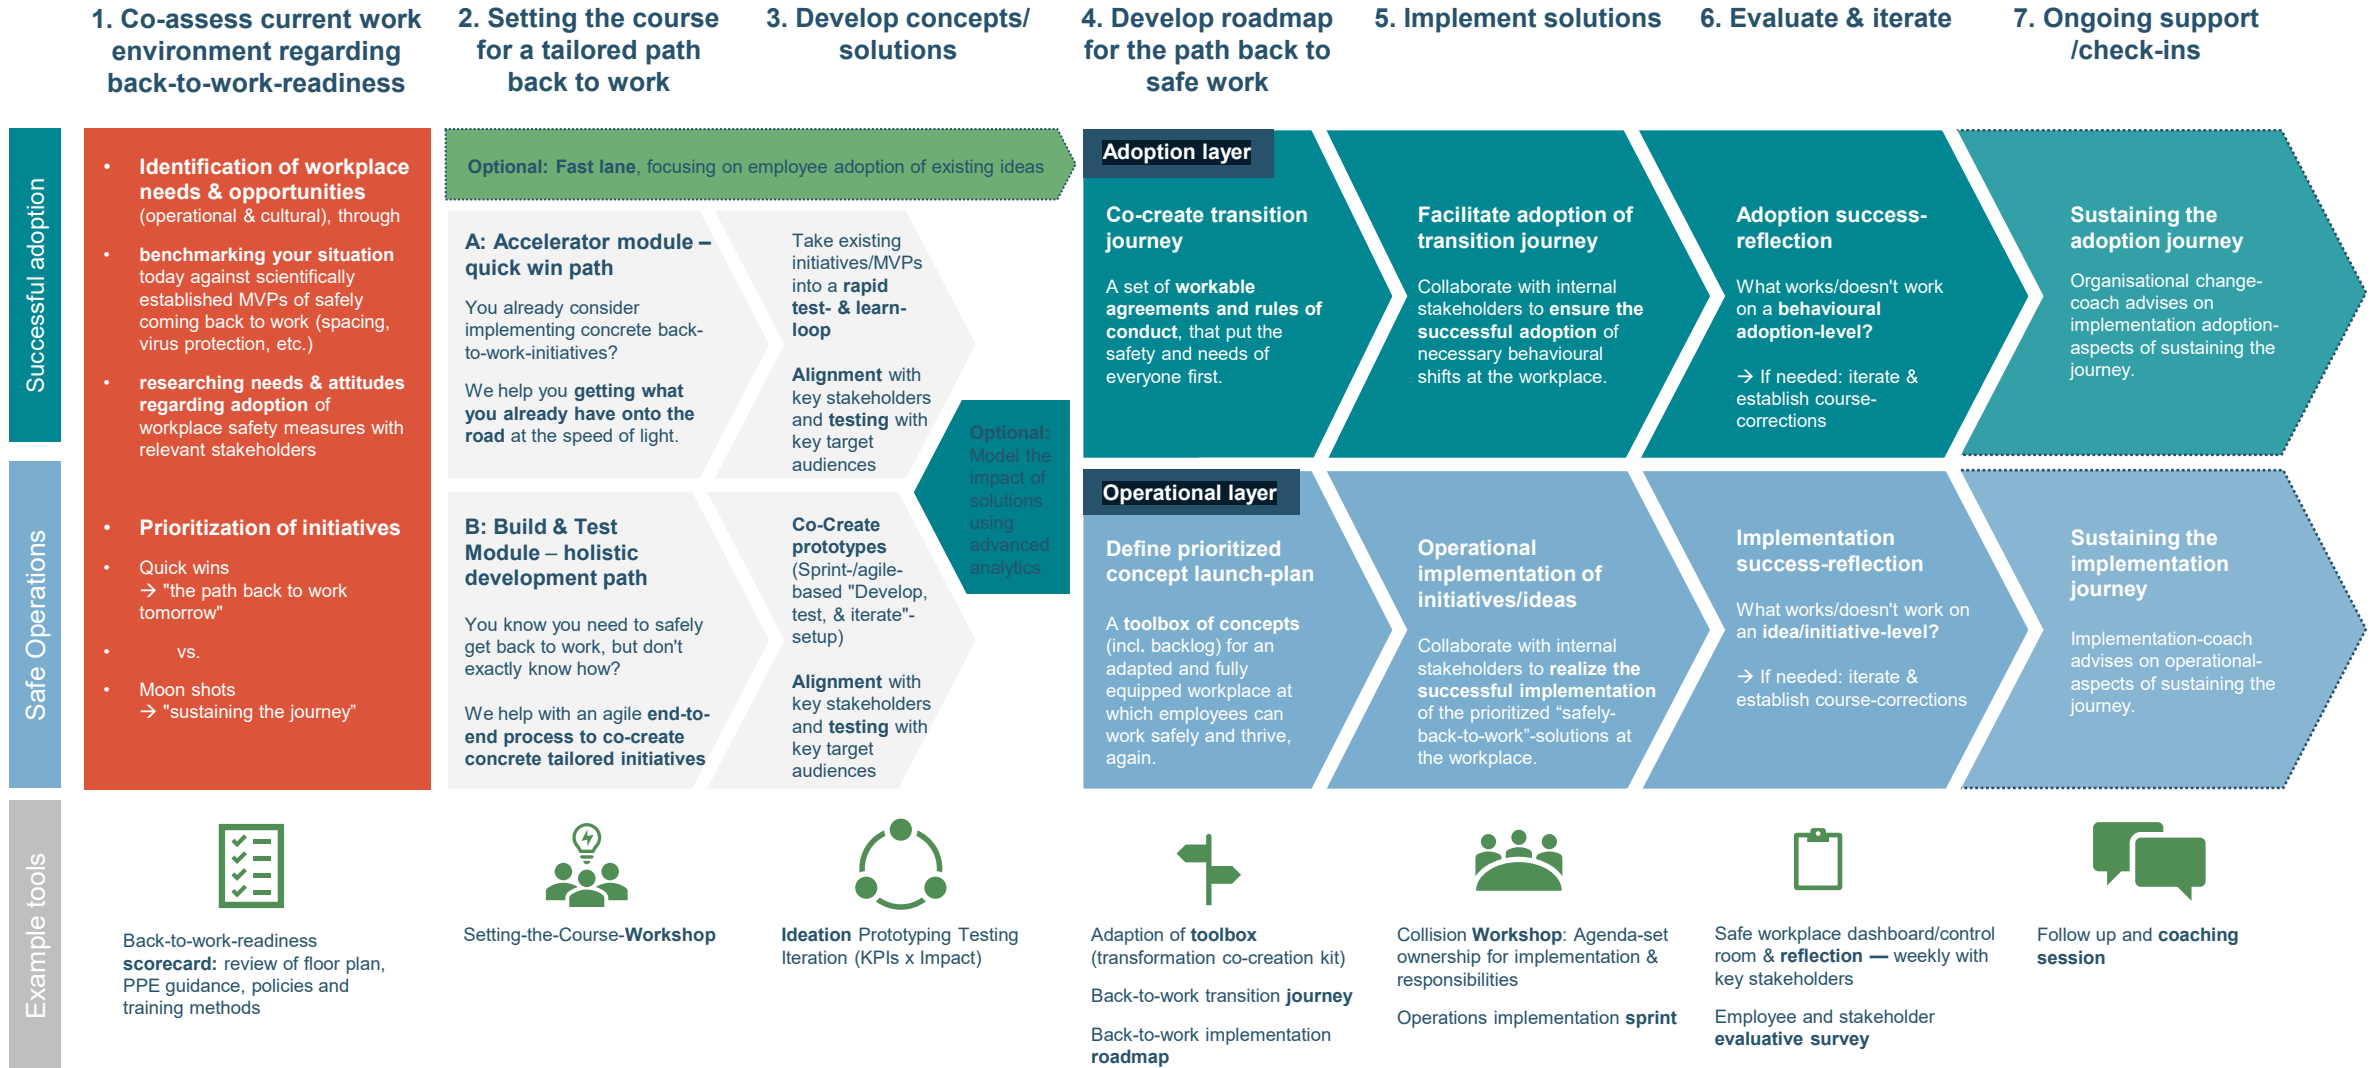 1. Co-assess current work
environment regarding
back-to-work-readiness
2. Setting the course
for a tailored path
back to work
3. Develop concepts/
solutions
4. Develop roadmap
for the path back to
safe work
5. Implement solutions
6. Evaluate & iterate
7. Ongoing support
/check-ins
Successful adoption
Safe Operations
Example tools
• Identification of workplace
needs & opportunities
(operational & cultural), through
• benchmarking your situation
today against scientifically
established MVPs of safely
coming back to work (spacing,
virus protection, etc.)
• researching needs & attitudes
regarding adoption of
workplace safety measures with
relevant stakeholders
• Prioritization of initiatives
• Quick wins
→ "the path back to work
tomorrow"
• vs.
• Moon shots
→ "sustaining the journey”
Optional: Fast lane, focusing on employee adoption of existing ideas
A: Accelerator module –
quick win path
You already consider
implementing concrete back-
to-work-initiatives?
We help you getting what
you already have onto the
road at the speed of light.
Take existing
initiatives/MVPs
into a rapid
test- & learn-
loop
Alignment with
key stakeholders
and testing with
key target
audiences
B: Build & Test
Module – holistic
development path
You know you need to safely
get back to work, but don't
exactly know how?
We help with an agile end-to-
end process to co-create
concrete tailored initiatives
Co-Create
prototypes
(Sprint-/agile-
based "Develop,
test, & iterate"-
setup)
Alignment with
key stakeholders
and testing with
key target
audiences
Optional:
Model the
impact of
solutions
using
advanced
analytics
Adoption layer
Co-create transition
journey
A set of workable
agreements and rules of
conduct, that put the
safety and needs of
everyone first.
Facilitate adoption of
transition journey
Collaborate with internal
stakeholders to ensure the
successful adoption of
necessary behavioural
shifts at the workplace.
Adoption success-
reflection
What works/doesn't work
on a behavioural
adoption-level?
→ If needed: iterate &
establish course-
corrections
Sustaining the
adoption journey
Organisational change-
coach advises on
implementation adoption-
aspects of sustaining the
journey.
Operational layer
Define prioritized
concept launch-plan
A toolbox of concepts
(incl. backlog) for an
adapted and fully
equipped workplace at
which employees can
work safely and thrive,
again.
Operational
implementation of
initiatives/ideas
Collaborate with internal
stakeholders to realize the
successful implementation
of the prioritized “safely-
back-to-work”-solutions at
the workplace.
Implementation
success-reflection
What works/doesn't work on
an idea/initiative-level?
→ If needed: iterate &
establish course-corrections
Sustaining the
implementation
journey
Implementation-coach
advises on operational-
aspects of sustaining the
journey.
Back-to-work-readiness
scorecard: review of floor plan,
PPE guidance, policies and
training methods
Setting-the-Course-Workshop
Ideation Prototyping Testing
Iteration (KPIs x Impact)
Adaption of toolbox
(transformation co-creation kit)
Back-to-work transition journey
Back-to-work implementation
roadmap
Collision Workshop: Agenda-set
ownership for implementation &
responsibilities
Operations implementation sprint
Safe workplace dashboard/control
room & reflection — weekly with
key stakeholders
Employee and stakeholder
evaluative survey
Follow up and coaching
session